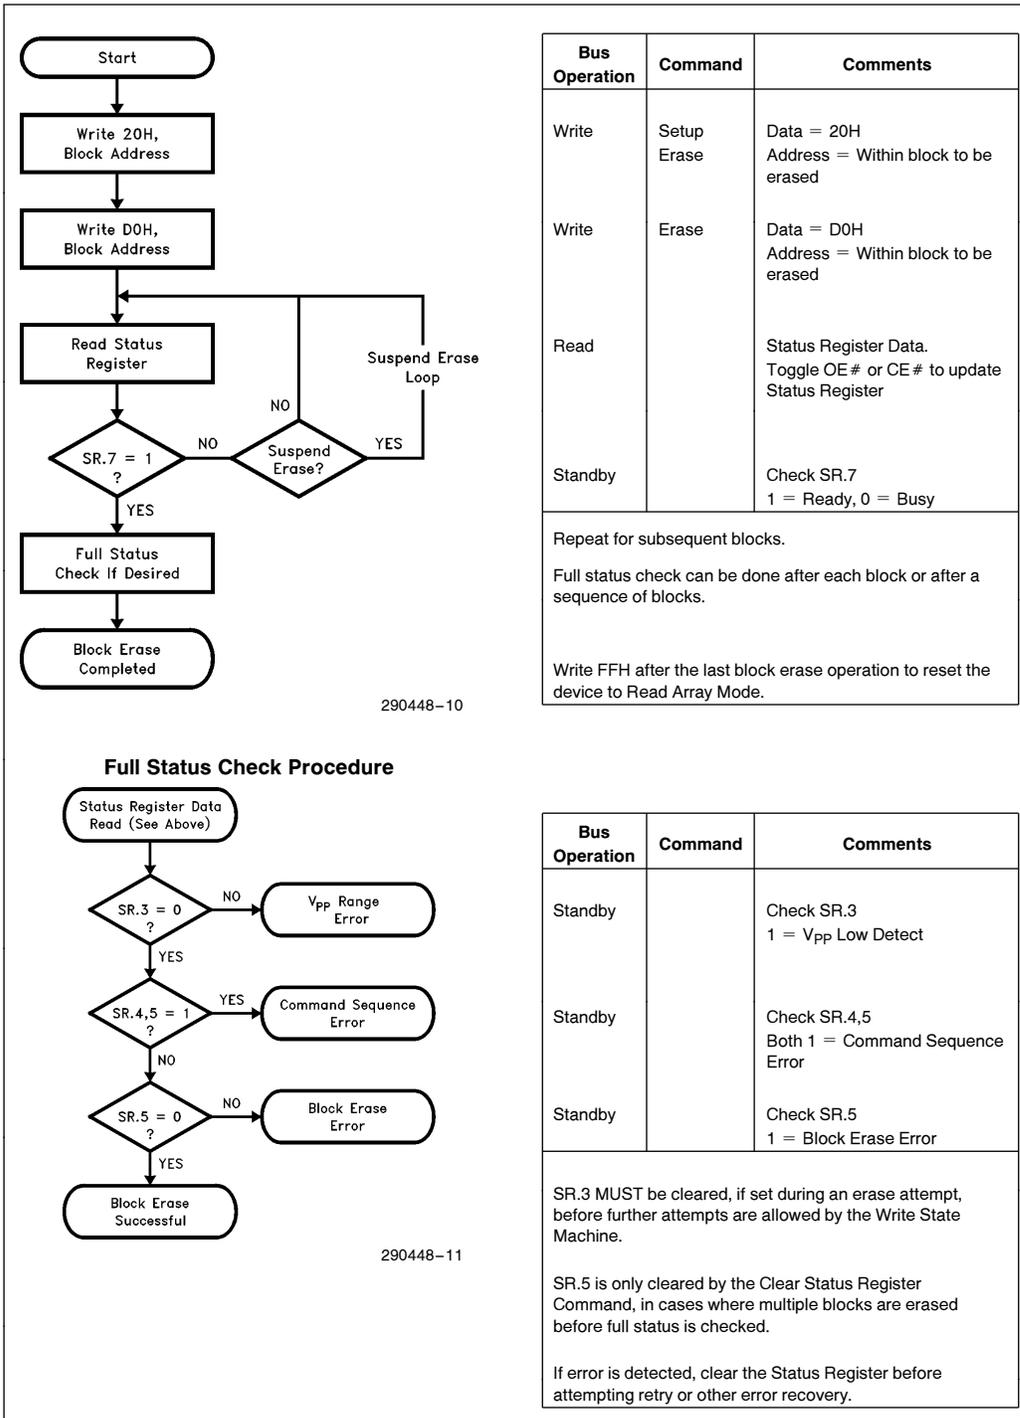 Start
Write 20H,
Block Address
Write D0H,
Block Address
Read Status
Register
Suspend Erase
Loop
NO
SR.7 = 1
?
NO
Suspend
Erase?
YES
YES
Full Status
Check If Desired
Block Erase
Completed
290448–10
Bus
Operation
Command
Comments
Write
Setup
Erase
Data = 20H
Address = Within block to be
erased
Write
Erase
Data = D0H
Address = Within block to be
erased
Read
Status Register Data.
Toggle OE# or CE# to update
Status Register
Standby
Check SR.7
1 = Ready, 0 = Busy
Repeat for subsequent blocks.
Full status check can be done after each block or after a
sequence of blocks.
Write FFH after the last block erase operation to reset the
device to Read Array Mode.
Full Status Check Procedure
Status Register Data
Read (See Above)
SR.3 = 0
?
NO
VPP Range
Error
YES
SR.4,5 = 1
?
YES
Command Sequence
Error
NO
SR.5 = 0
?
NO
Block Erase
Error
YES
Block Erase
Successful
290448–11
Bus
Operation
Command
Comments
Standby
Check SR.3
1 = VPP Low Detect
Standby
Check SR.4,5
Both 1 = Command Sequence
Error
Standby
Check SR.5
1 = Block Erase Error
SR.3 MUST be cleared, if set during an erase attempt,
before further attempts are allowed by the Write State
Machine.
SR.5 is only cleared by the Clear Status Register
Command, in cases where multiple blocks are erased
before full status is checked.
If error is detected, clear the Status Register before
attempting retry or other error recovery.